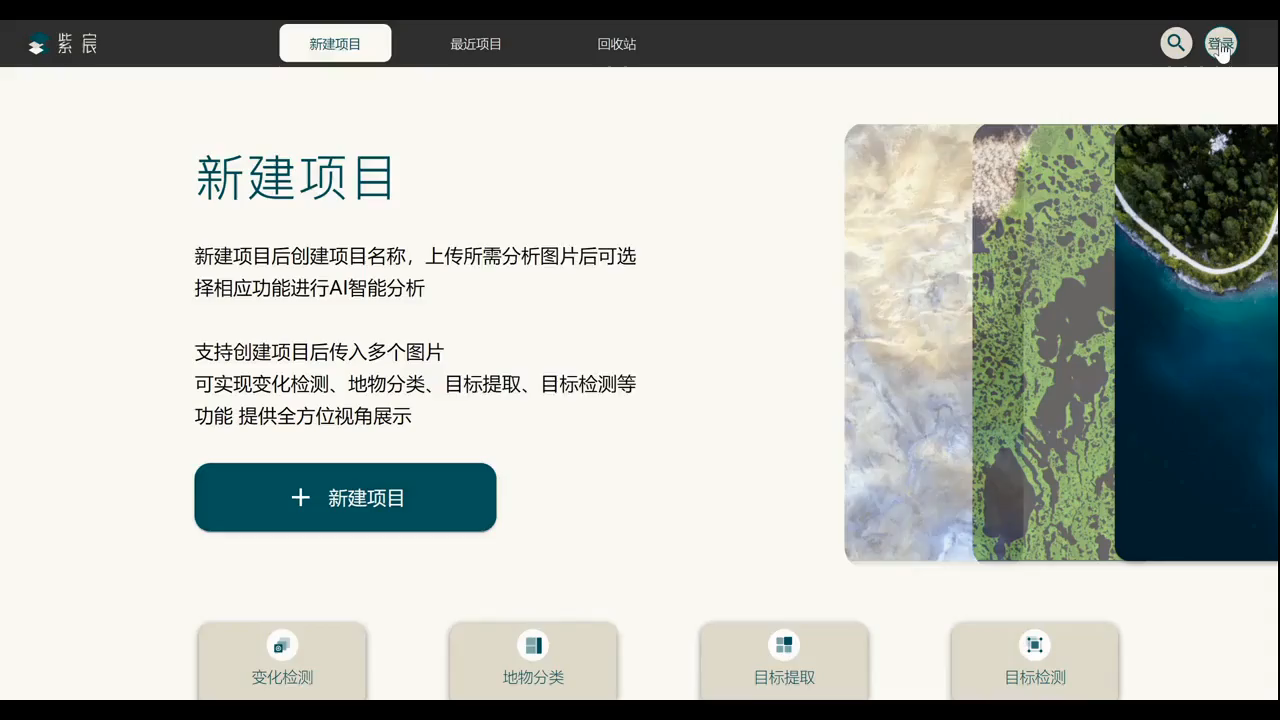 紫宸
新建项目
最近项目
回收站
登录
新建项目
新建项目后创建项目名称，上传所需分析图片后可选
择相应功能进行AI智能分析
支持创建项目后传入多个图片
可实现变化检测、地物分类、目标提取、目标检测等
功能 提供全方位视角展示
新建项目
变化检测
地物分类
目标提取
目标检测